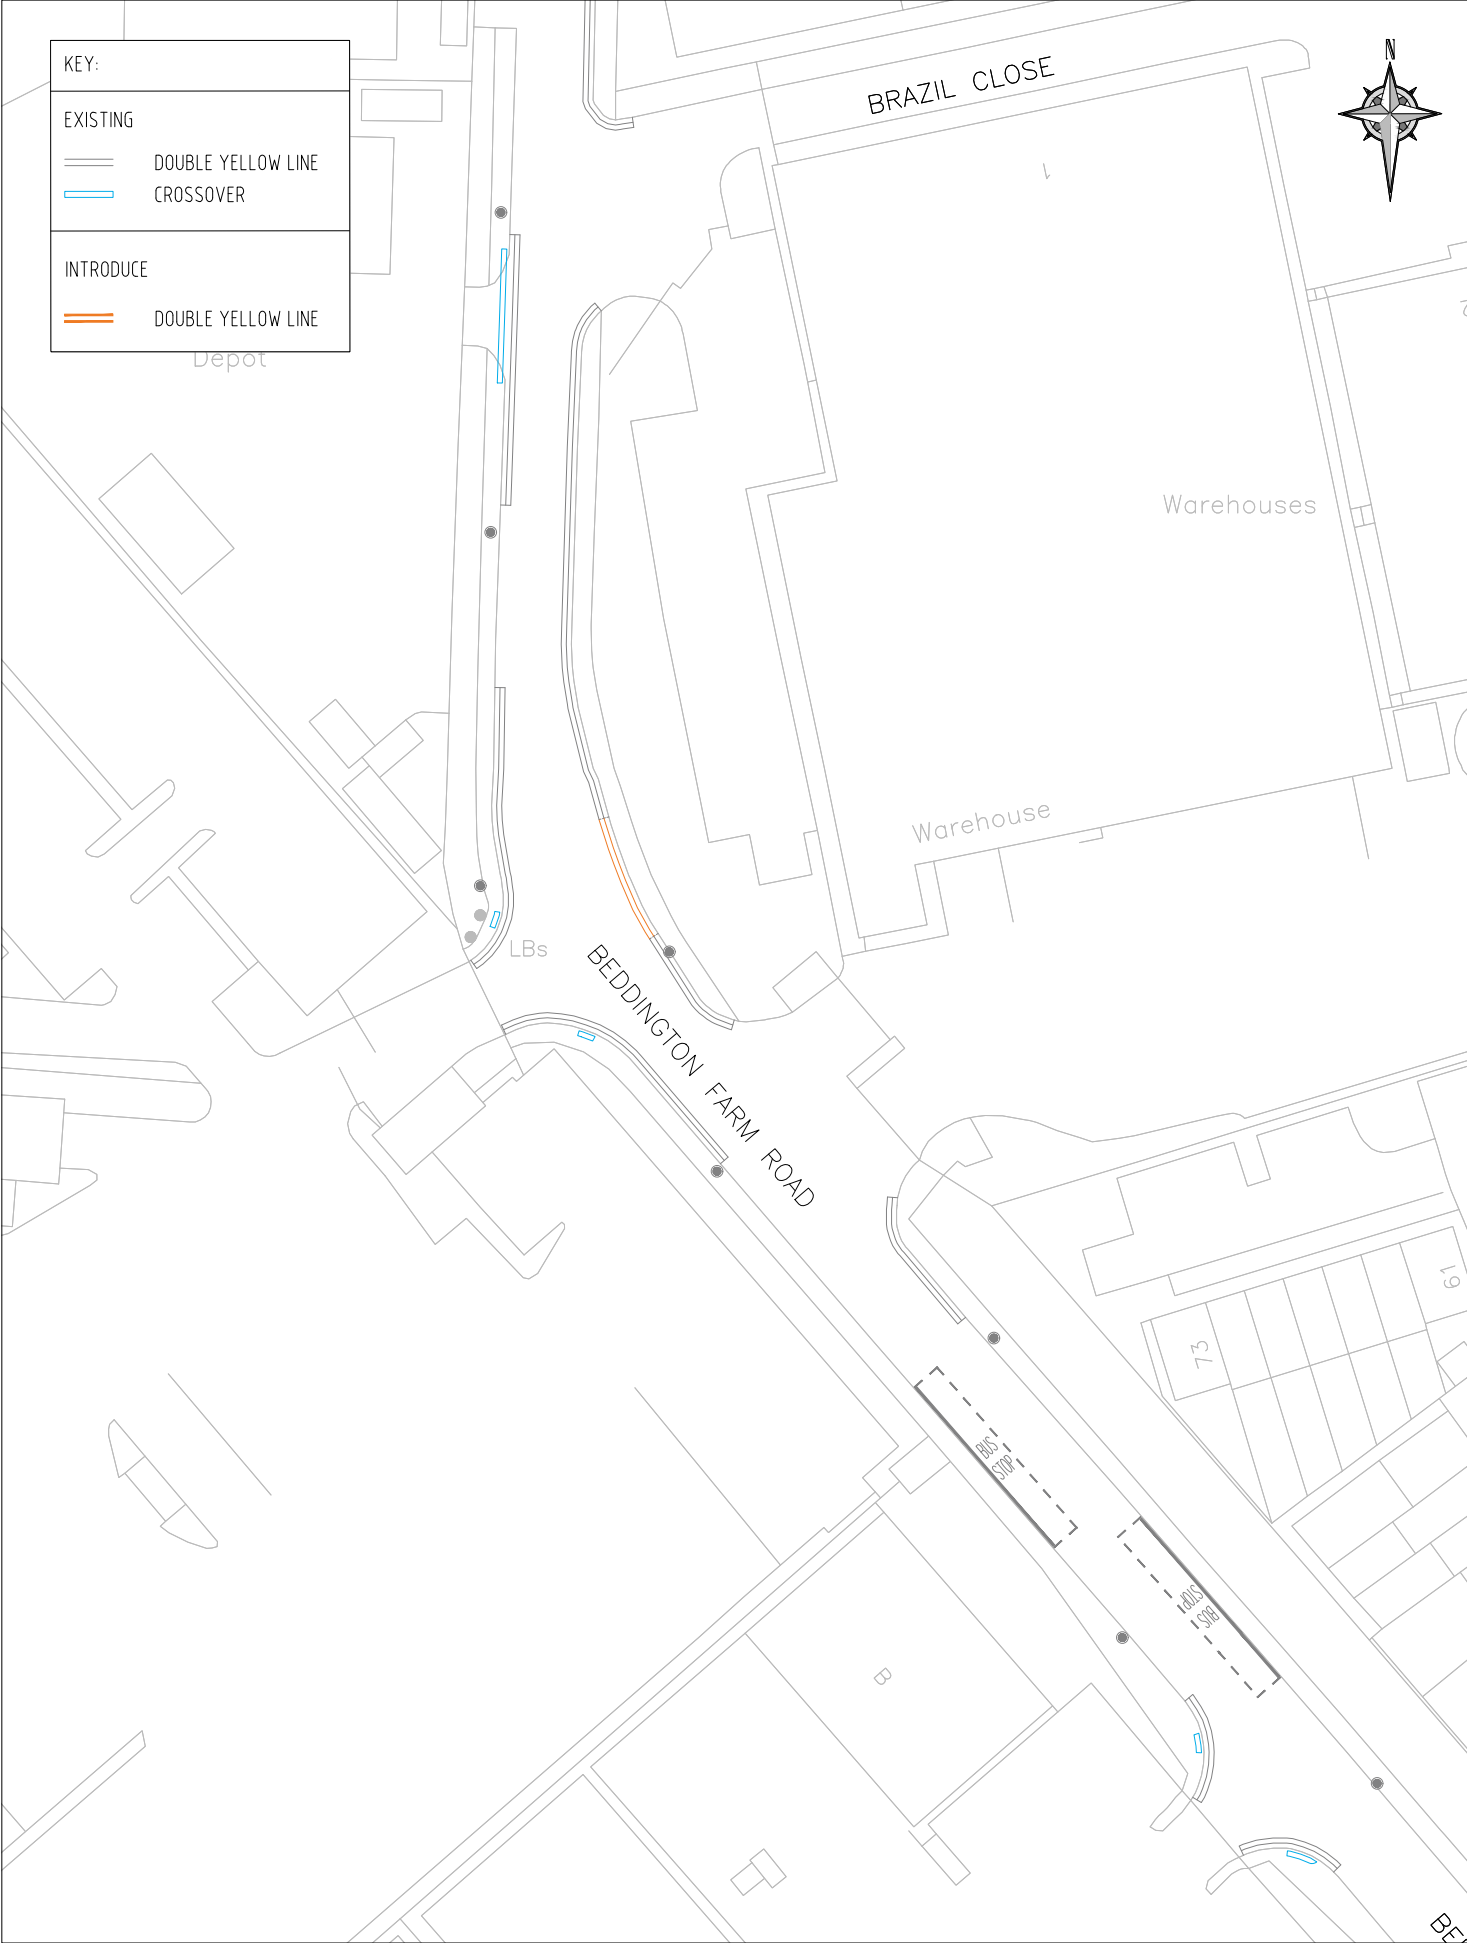 KEY:
EXISTING
DOUBLE YELLOW LINE
CROSSOVER
INTRODUCE
DOUBLE YELLOW LINE
Depot
BRAZIL CLOSE
N
1
Warehouses
Warehouse
LBs
BEDDINGTON FARM ROAD
61
73
BUS
STOP
BUS
STOP
B